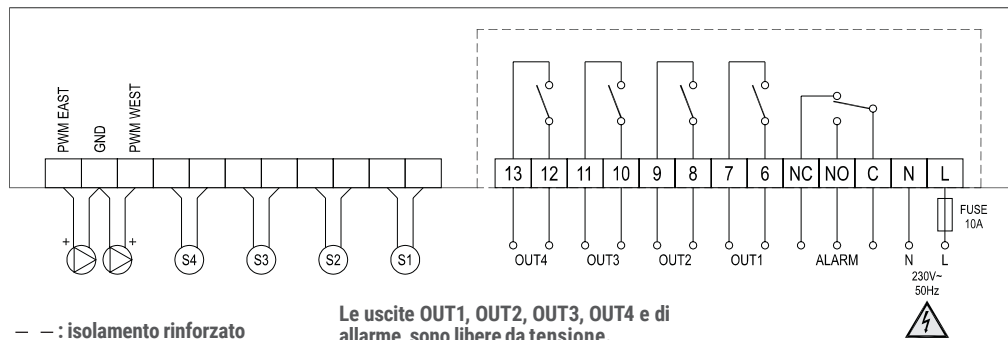 PWM EAST
GND
PWM WEST
13 12 11 10 9 8 7 6 NC NO C N L
FUSE
10A
+ +
S4 S3 S2 S1
OUT4 OUT3 OUT2 OUT1 ALARM N L
230V~
50Hz
— — : isolamento rinforzato
Le uscite OUT1, OUT2, OUT3, OUT4 e di
allarme sono libere da tensione.